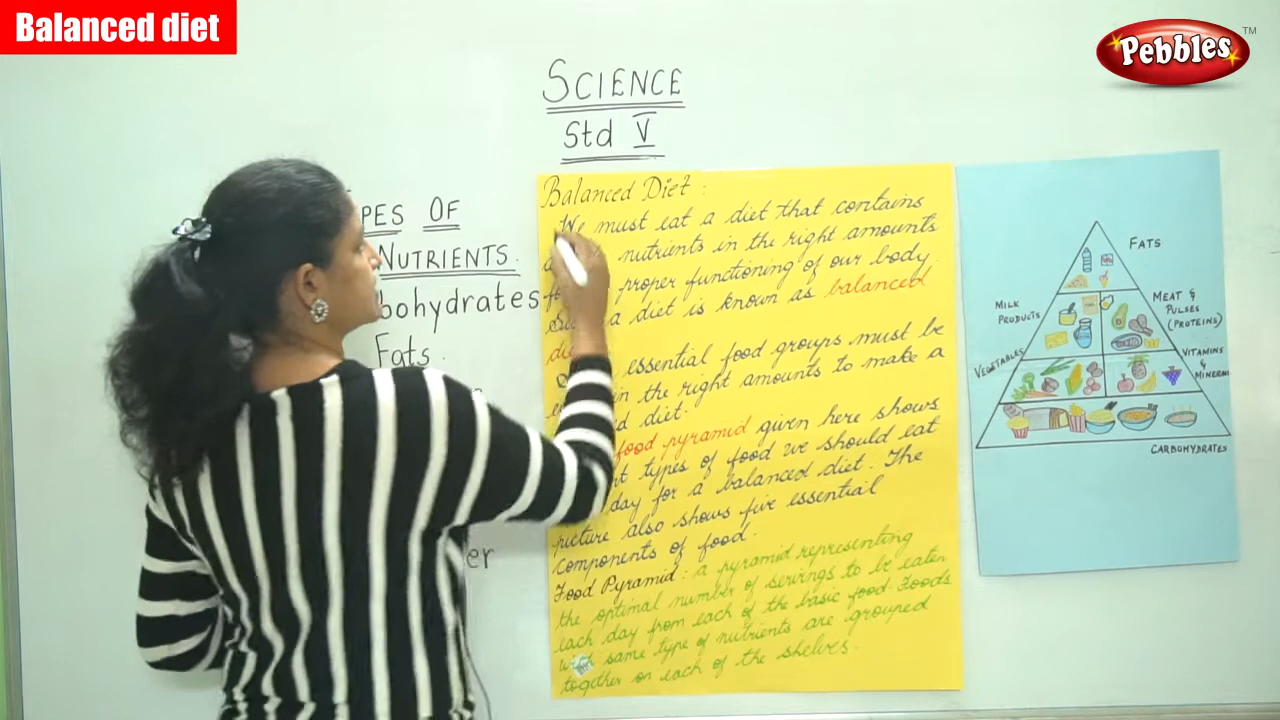 Balanced diet
Pebbles
TM
SCIENCE
Std V
PES OF
NUTRIENTS.
bohydrates
Fats.
er
Balanced Diet :
We must eat a diet that contains
nutrients in the right amounts
proper functioning of our body.
a diet is known as balanced
essential food groups must be
in the right amounts to make a
diet.
food pyramid given here shows
types of food we should eat
day for a balanced diet. The
picture also shows five essential
components of food.
Food Pyramid : a pyramid representing
the optimal number of servings to be eaten
each day from each of the basic food. Foods
with same type of nutrients are grouped
together on each of the shelves.
FATS
MILK
PRODUCTS
MEAT &
PULSES
(PROTEINS)
VEGETABLES
VITAMINS
&
MINERAL
CARBOHYDRATES